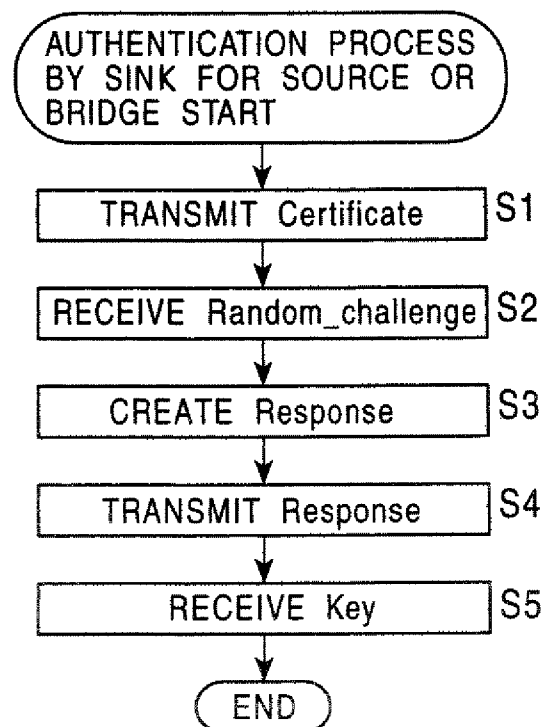 AUTHENTICATION PROCESS
BY SINK FOR SOURCE OR
BRIDGE START
TRANSMIT Certificate S1
RECEIVE Random_challenge S2
CREATE Response S3
TRANSMIT Response S4
RECEIVE Key S5
END